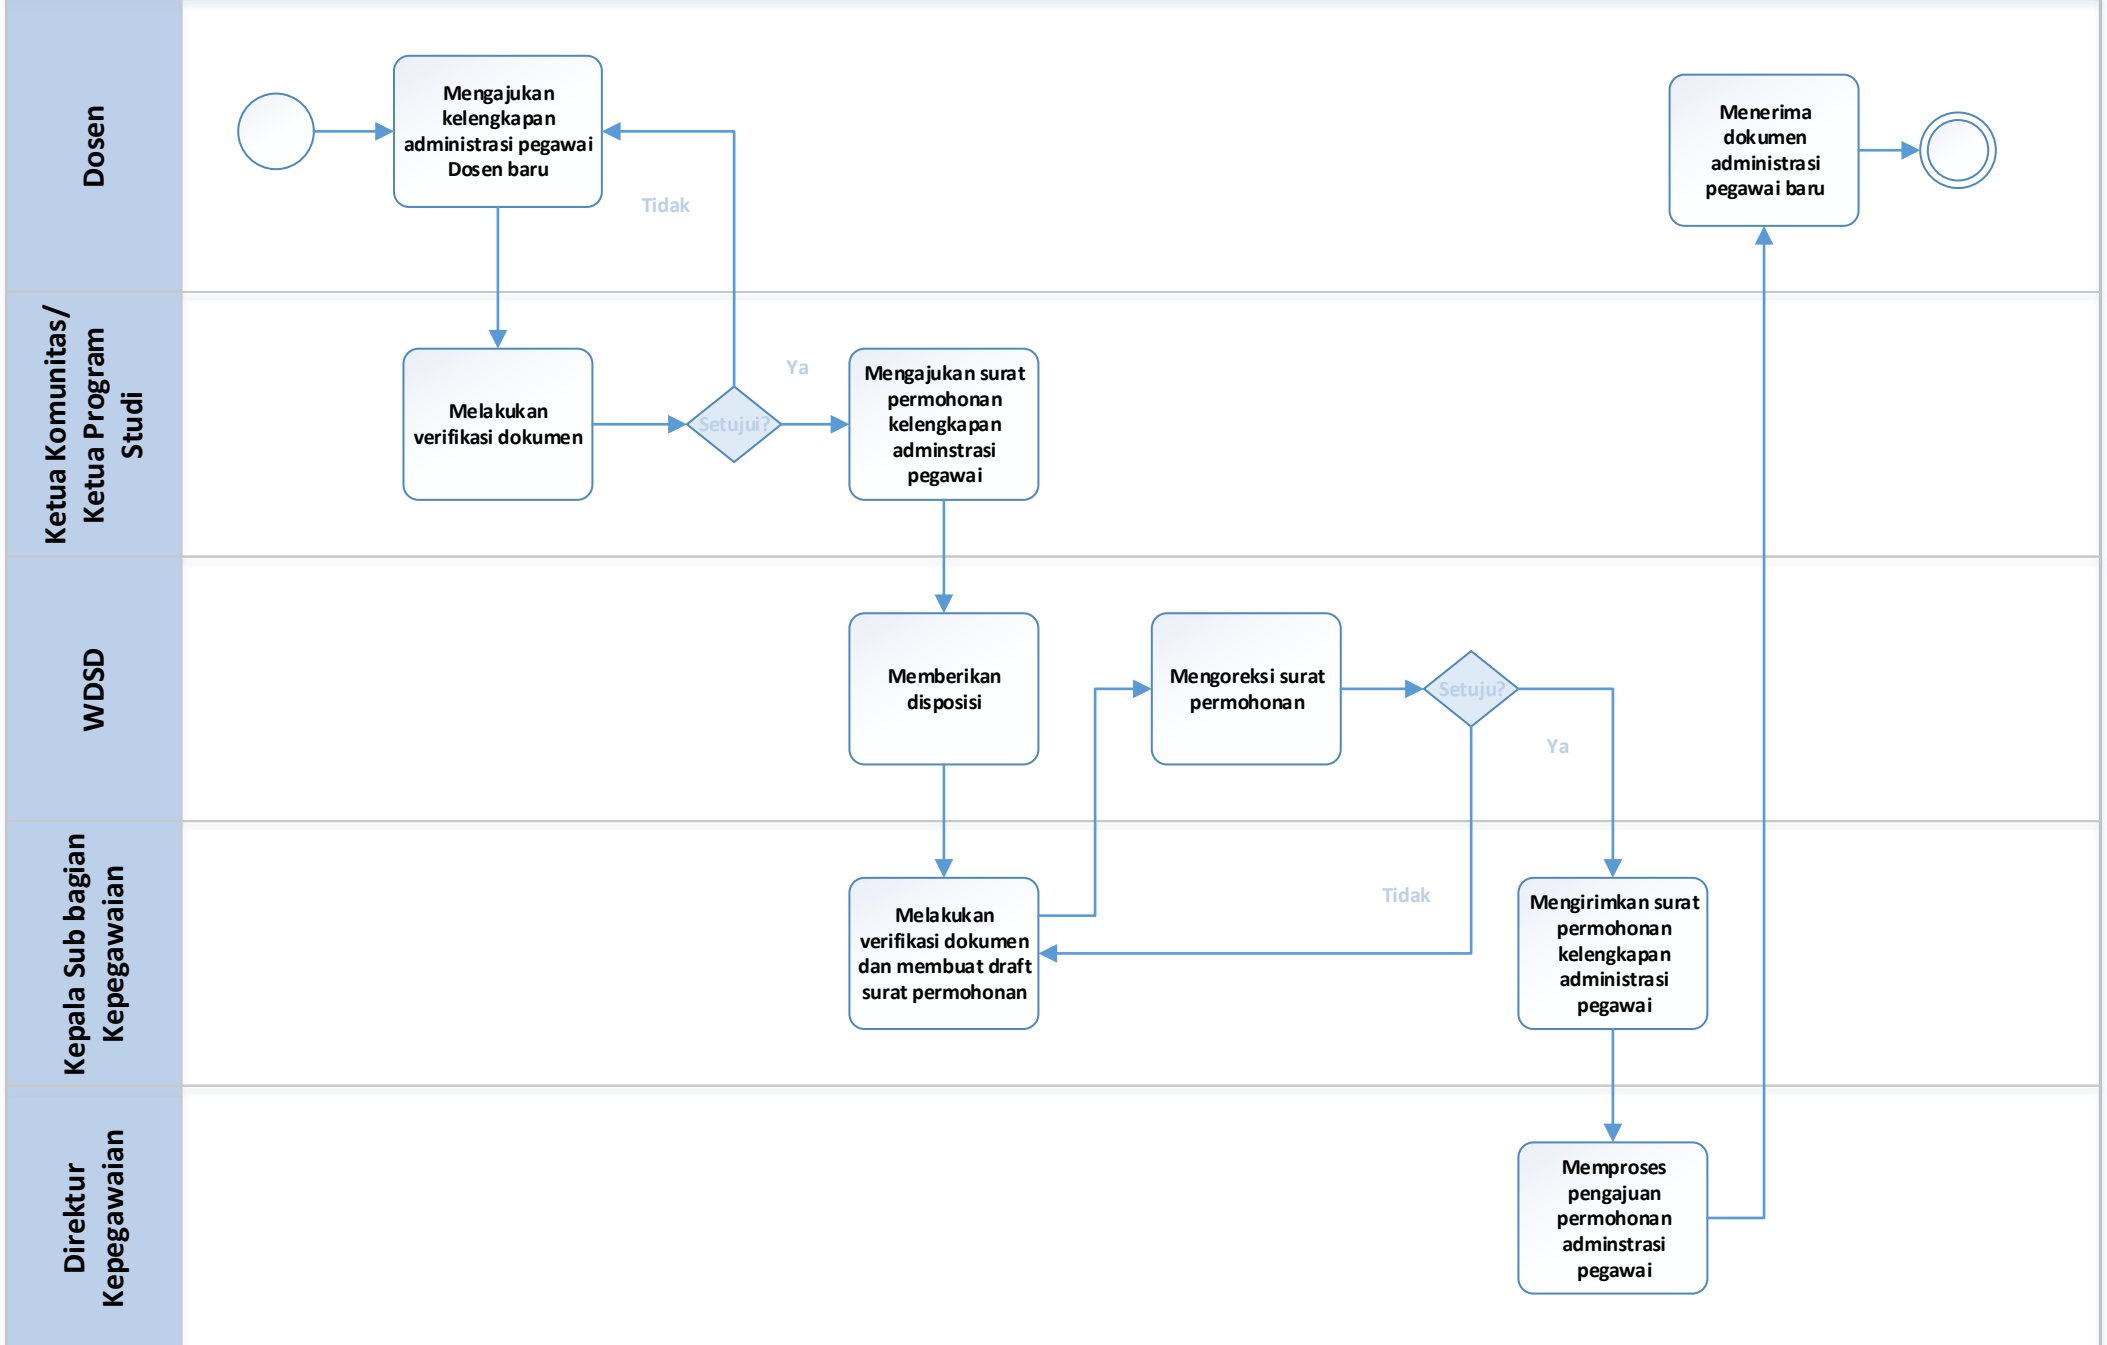 Dosen
Mengajukan
kelengkapan
administrasi pegawai
Dosen baru
Tidak
Menerima
dokumen
administrasi
pegawai baru
Ketua Komunitas/
Ketua Program
Studi
Melakukan
verifikasi dokumen
Setujui?
Ya
Mengajukan surat
permohonan
kelengkapan
adminstrasi
pegawai
WDSD
Memberikan
disposisi
Mengoreksi surat
permohonan
Setuju?
Ya
Kepala Sub bagian
Kepegawaian
Melakukan
verifikasi dokumen
dan membuat draft
surat permohonan
Tidak
Mengirimkan surat
permohonan
kelengkapan
administrasi
pegawai
Direktur
Kepegawaian
Memproses
pengajuan
permohonan
adminstrasi
pegawai